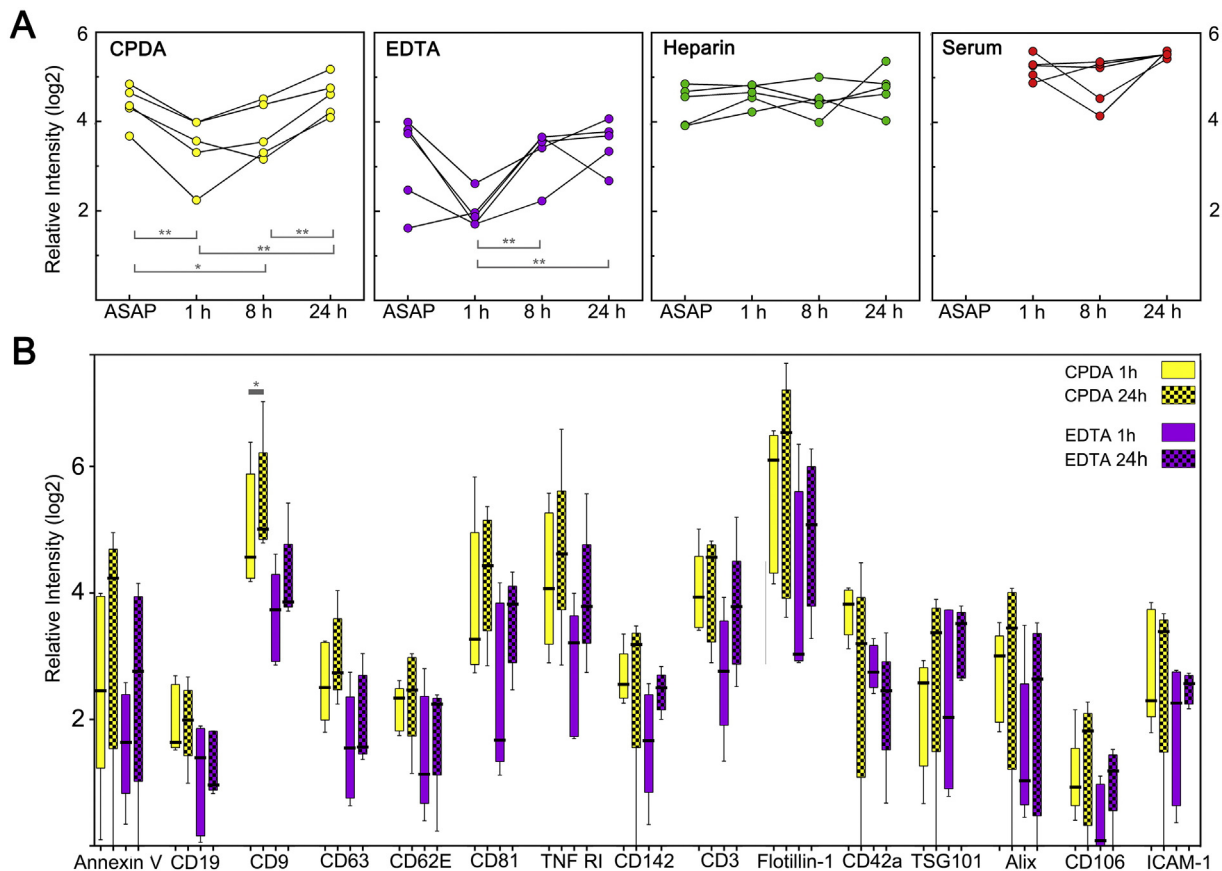 A
CPDA
EDTA
Heparin
Serum
Relative Intensity (log2)
6
4
2
6
4
2
**
**
**
*
**
**
ASAP 1 h 8 h 24 h
ASAP 1 h 8 h 24 h
ASAP 1 h 8 h 24 h
ASAP 1 h 8 h 24 h
B
Relative Intensity (log2)
6
4
2
*
CPDA 1h
CPDA 24h
EDTA 1h
EDTA 24h
Annexin V CD19 CD9 CD63 CD62E CD81 TNF RI CD142 CD3 Flotillin-1 CD42a TSG101 Alix CD106 ICAM-1